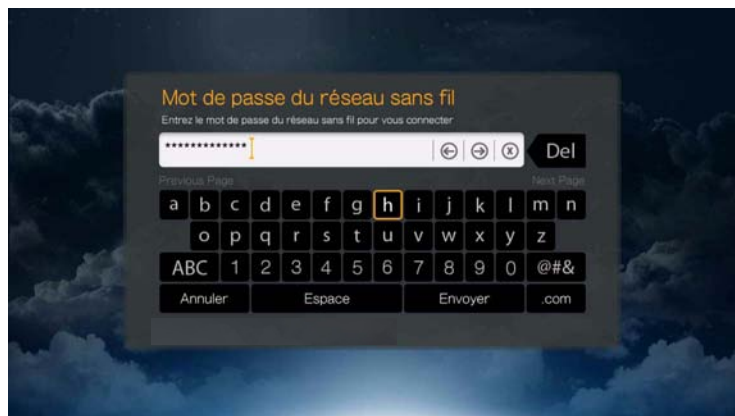 Mot de passe du réseau sans fil
Entrez le mot de passe du réseau sans fil pour vous connecter
*************
Del
Previous Page Next Page
a b c d e f g h i j k l m n
o p q r s t u v w x y z
ABC 1 2 3 4 5 6 7 8 9 0 @#&
Annuler Espace Envoyer .com